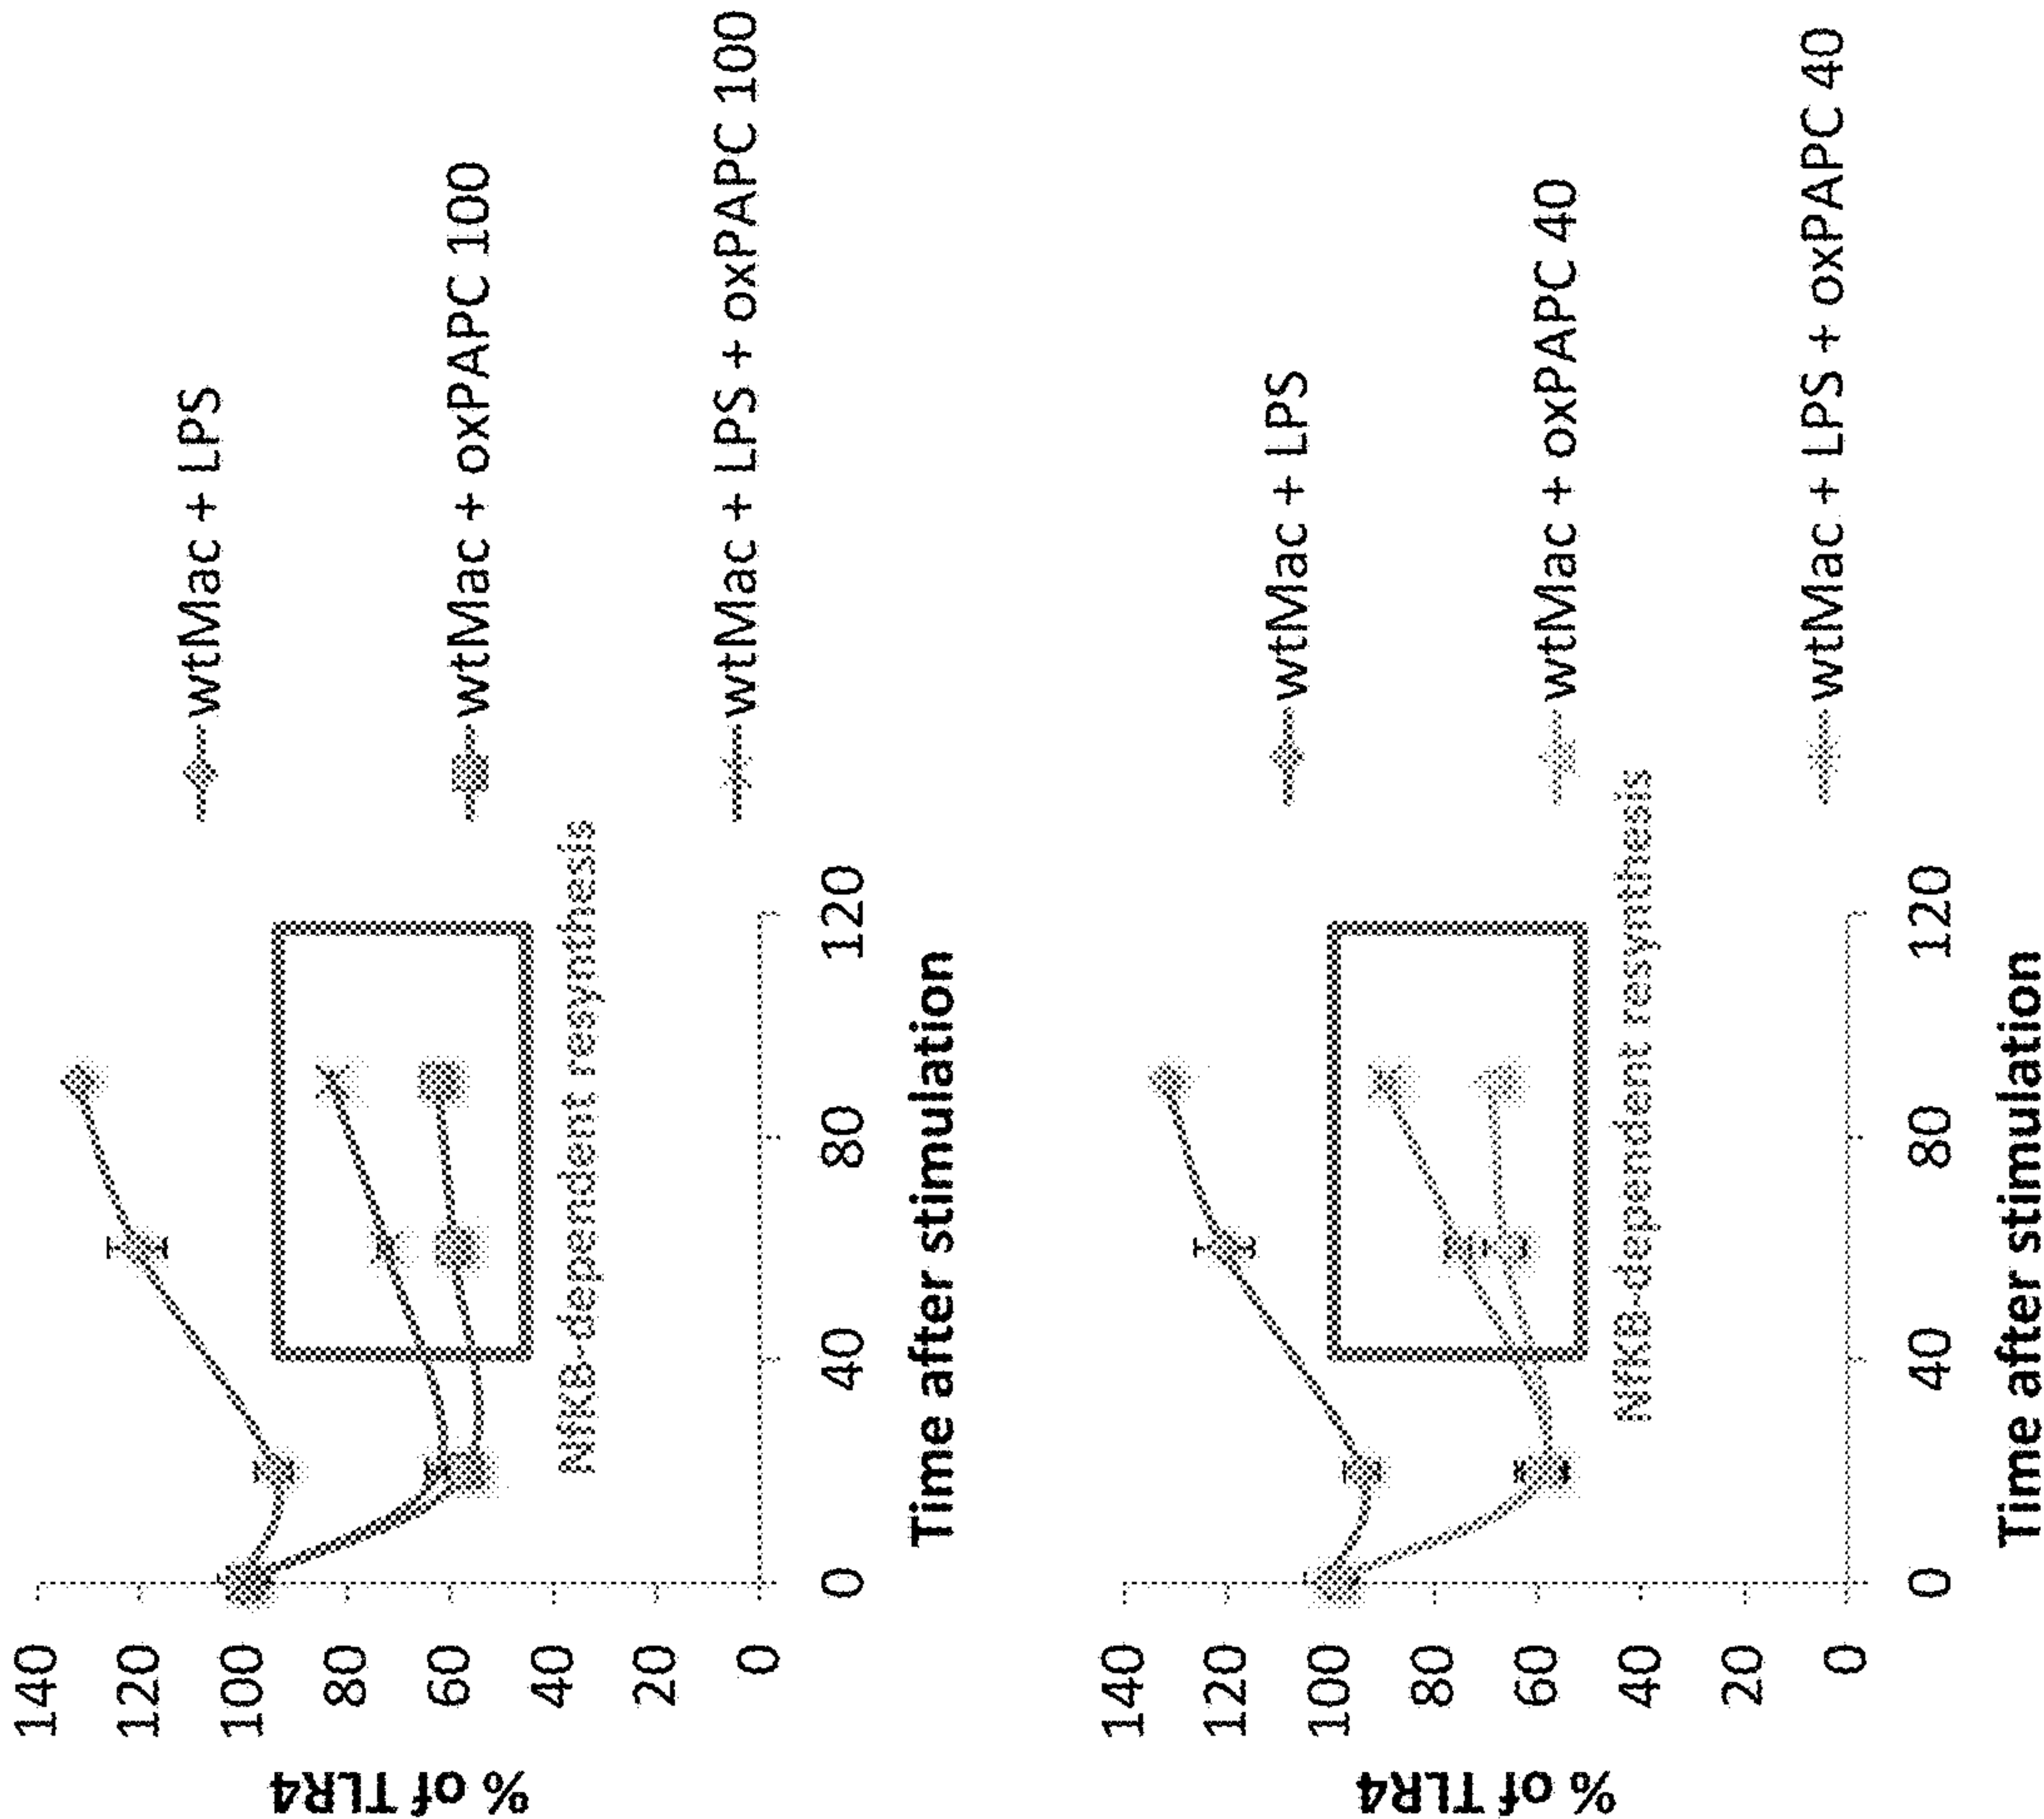 % of TLR4
140
120
100
80
60
40
20
0
0 40 80 120
Time after stimulation
NfKB-dependent resynthesis
wtMac + LPS
wtMac + oxPAPC 100
wtMac + LPS + oxPAPC 100
% of TLR4
140
120
100
80
60
40
20
0
0 40 80 120
Time after stimulation
NfKB-dependent resynthesis
wtMac + LPS
wtMac + oxPAPC 40
wtMac + LPS + oxPAPC 40